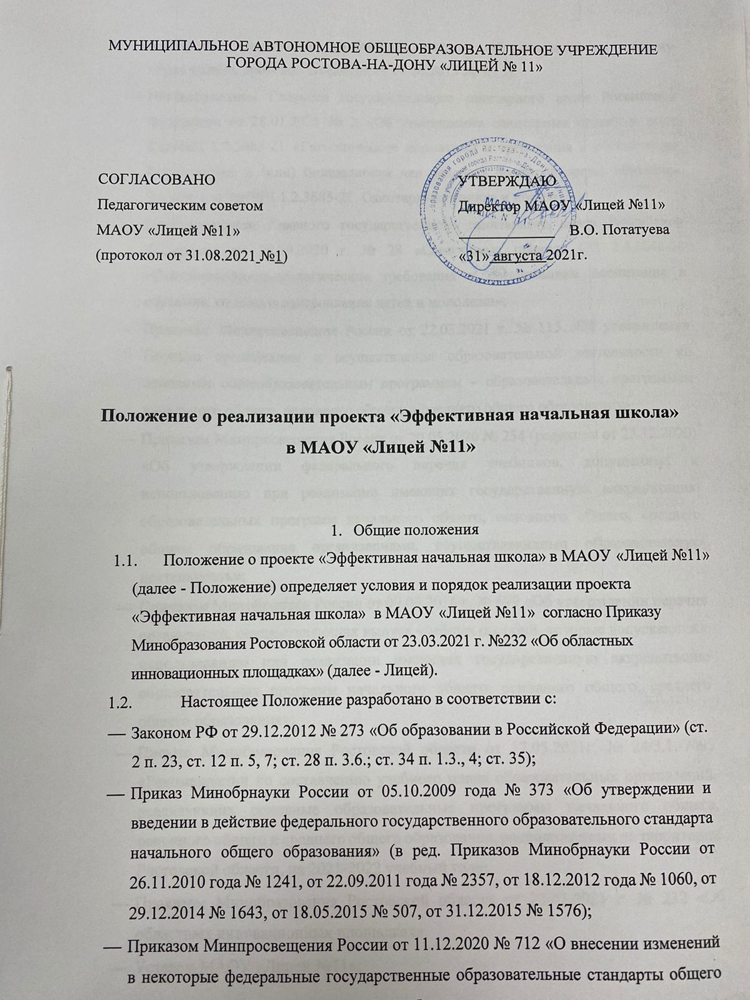 МУНИЦИПАЛЬНОЕ АВТОНОМНОЕ ОБЩЕОБРАЗОВАТЕЛЬНОЕ УЧРЕЖДЕНИЕ
ГОРОДА РОСТОВА-НА-ДОНУ «ЛИЦЕЙ № 11»
СОГЛАСОВАНО
Педагогическим советом
МАОУ «Лицей №11»
(протокол от 31.08.2021 №1)
УТВЕРЖДАЮ
Директор МАОУ «Лицей №11»
____________ В.О. Потатуева
«31» августа 2021г.
Положение о реализации проекта «Эффективная начальная школа»
в МАОУ «Лицей №11»
1. Общие положения
1.1. Положение о проекте «Эффективная начальная школа» в МАОУ «Лицей №11»
(далее - Положение) определяет условия и порядок реализации проекта
«Эффективная начальная школа» в МАОУ «Лицей №11» согласно Приказу
Минобразования Ростовской области от 23.03.2021 г. №232 «Об областных
инновационных площадках» (далее - Лицей).
1.2. Настоящее Положение разработано в соответствии с:
— Законом РФ от 29.12.2012 № 273 «Об образовании в Российской Федерации» (ст.
2 п. 23, ст. 12 п. 5, 7; ст. 28 п. 3.6.; ст. 34 п. 1.3., 4; ст. 35);
— Приказ Минобрнауки России от 05.10.2009 года № 373 «Об утверждении и
введении в действие федерального государственного образовательного стандарта
начального общего образования» (в ред. Приказов Минобрнауки России от
26.11.2010 года № 1241, от 22.09.2011 года № 2357, от 18.12.2012 года № 1060, от
29.12.2014 № 1643, от 18.05.2015 № 507, от 31.12.2015 № 1576);
— Приказом Минпросвещения России от 11.12.2020 № 712 «О внесении изменений
в некоторые федеральные государственные образовательные стандарты общего